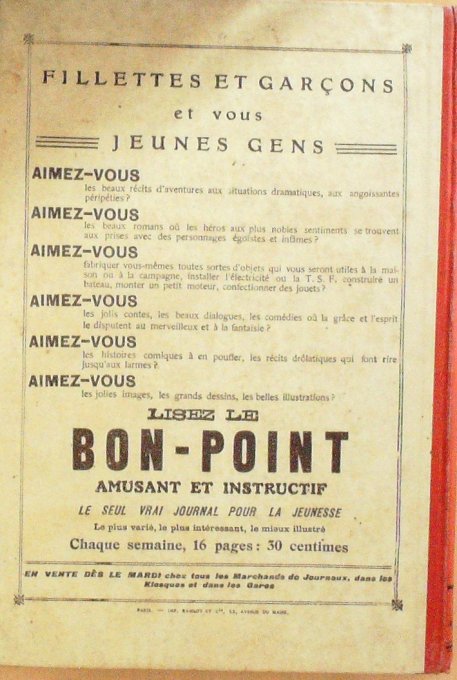 FILLETTES ET GARÇONS
et vous
JEUNES GENS
AIMEZ-VOUS
les beaux récits d'aventures aux situations dramatiques, aux angoissantes
péripéties ?
AIMEZ-VOUS
les beaux romans où les héros aux plus nobles sentiments se trouvent
aux prises avec des personnages égoïstes et infâmes ?
AIMEZ-VOUS
fabriquer vous-mêmes toutes sortes d'objets qui vous seront utiles à la mai-
son ou à la campagne, installer l'électricité ou la T. S. F. construire un
bateau, monter un petit moteur, confectionner des jouets ?
AIMEZ-VOUS
les jolis contes, les beaux dialogues, les comédies où la grâce et l'esprit
le disputent au merveilleux et à la fantaisie ?
AIMEZ-VOUS
les histoires comiques à en pouffer, les récits drôlatiques qui font rire
jusqu'aux larmes ?
AIMEZ-VOUS
les jolies images, les grands dessins, les belles illustrations ?
LISEZ LE
BON-POINT
AMUSANT ET INSTRUCTIF
LE SEUL VRAI JOURNAL POUR LA JEUNESSE
Le plus varié, le plus intéressant, le mieux illustré
Chaque semaine, 16 pages : 30 centimes
EN VENTE DÈS LE MARDI chez tous les Marchands de Journaux, dans les
Kiosques et dans les Gares
PARIS. — IMP. ET Cie, AVENUE DU MAINE.